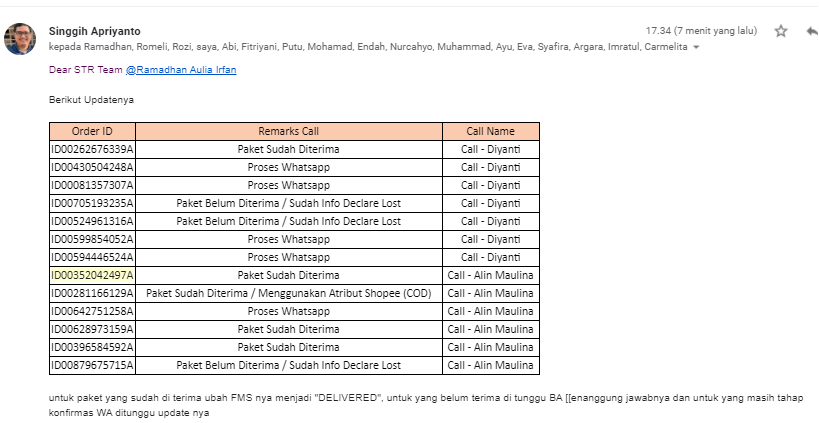 Singgih Apriyanto
17.34 (7 menit yang lalu)
kepada Ramadhan, Romeli, Rozi, saya, Abi, Fitriyani, Putu, Mohamad, Endah, Nurcahyo, Muhammad, Ayu, Eva, Syafira, Argara, Imratul, Carmelita
Dear STR Team @Ramadhan Aulia Irfan
Berikut Updatenya
Order ID Remarks Call Call Name
ID00262676339A Paket Sudah Diterima Call - Diyanti
ID00430504248A Proses Whatsapp Call - Diyanti
ID00081357307A Proses Whatsapp Call - Diyanti
ID00705193235A Paket Belum Diterima / Sudah Info Declare Lost Call - Diyanti
ID00524961316A Paket Belum Diterima / Sudah Info Declare Lost Call - Diyanti
ID00599854052A Proses Whatsapp Call - Diyanti
ID00594446524A Proses Whatsapp Call - Diyanti
ID00352042497A Paket Sudah Diterima Call - Alin Maulina
ID00281166129A Paket Sudah Diterima / Menggunakan Atribut Shopee (COD) Call - Alin Maulina
ID00642751258A Proses Whatsapp Call - Alin Maulina
ID00628973159A Paket Sudah Diterima Call - Alin Maulina
ID00396584592A Paket Sudah Diterima Call - Alin Maulina
ID00879675715A Paket Belum Diterima / Sudah Info Declare Lost Call - Alin Maulina
untuk paket yang sudah di terima ubah FMS nya menjadi "DELIVERED", untuk yang belum terima di tunggu BA [[enanggung jawabnya dan untuk yang masih tahap
konfirmas WA ditunggu update nya